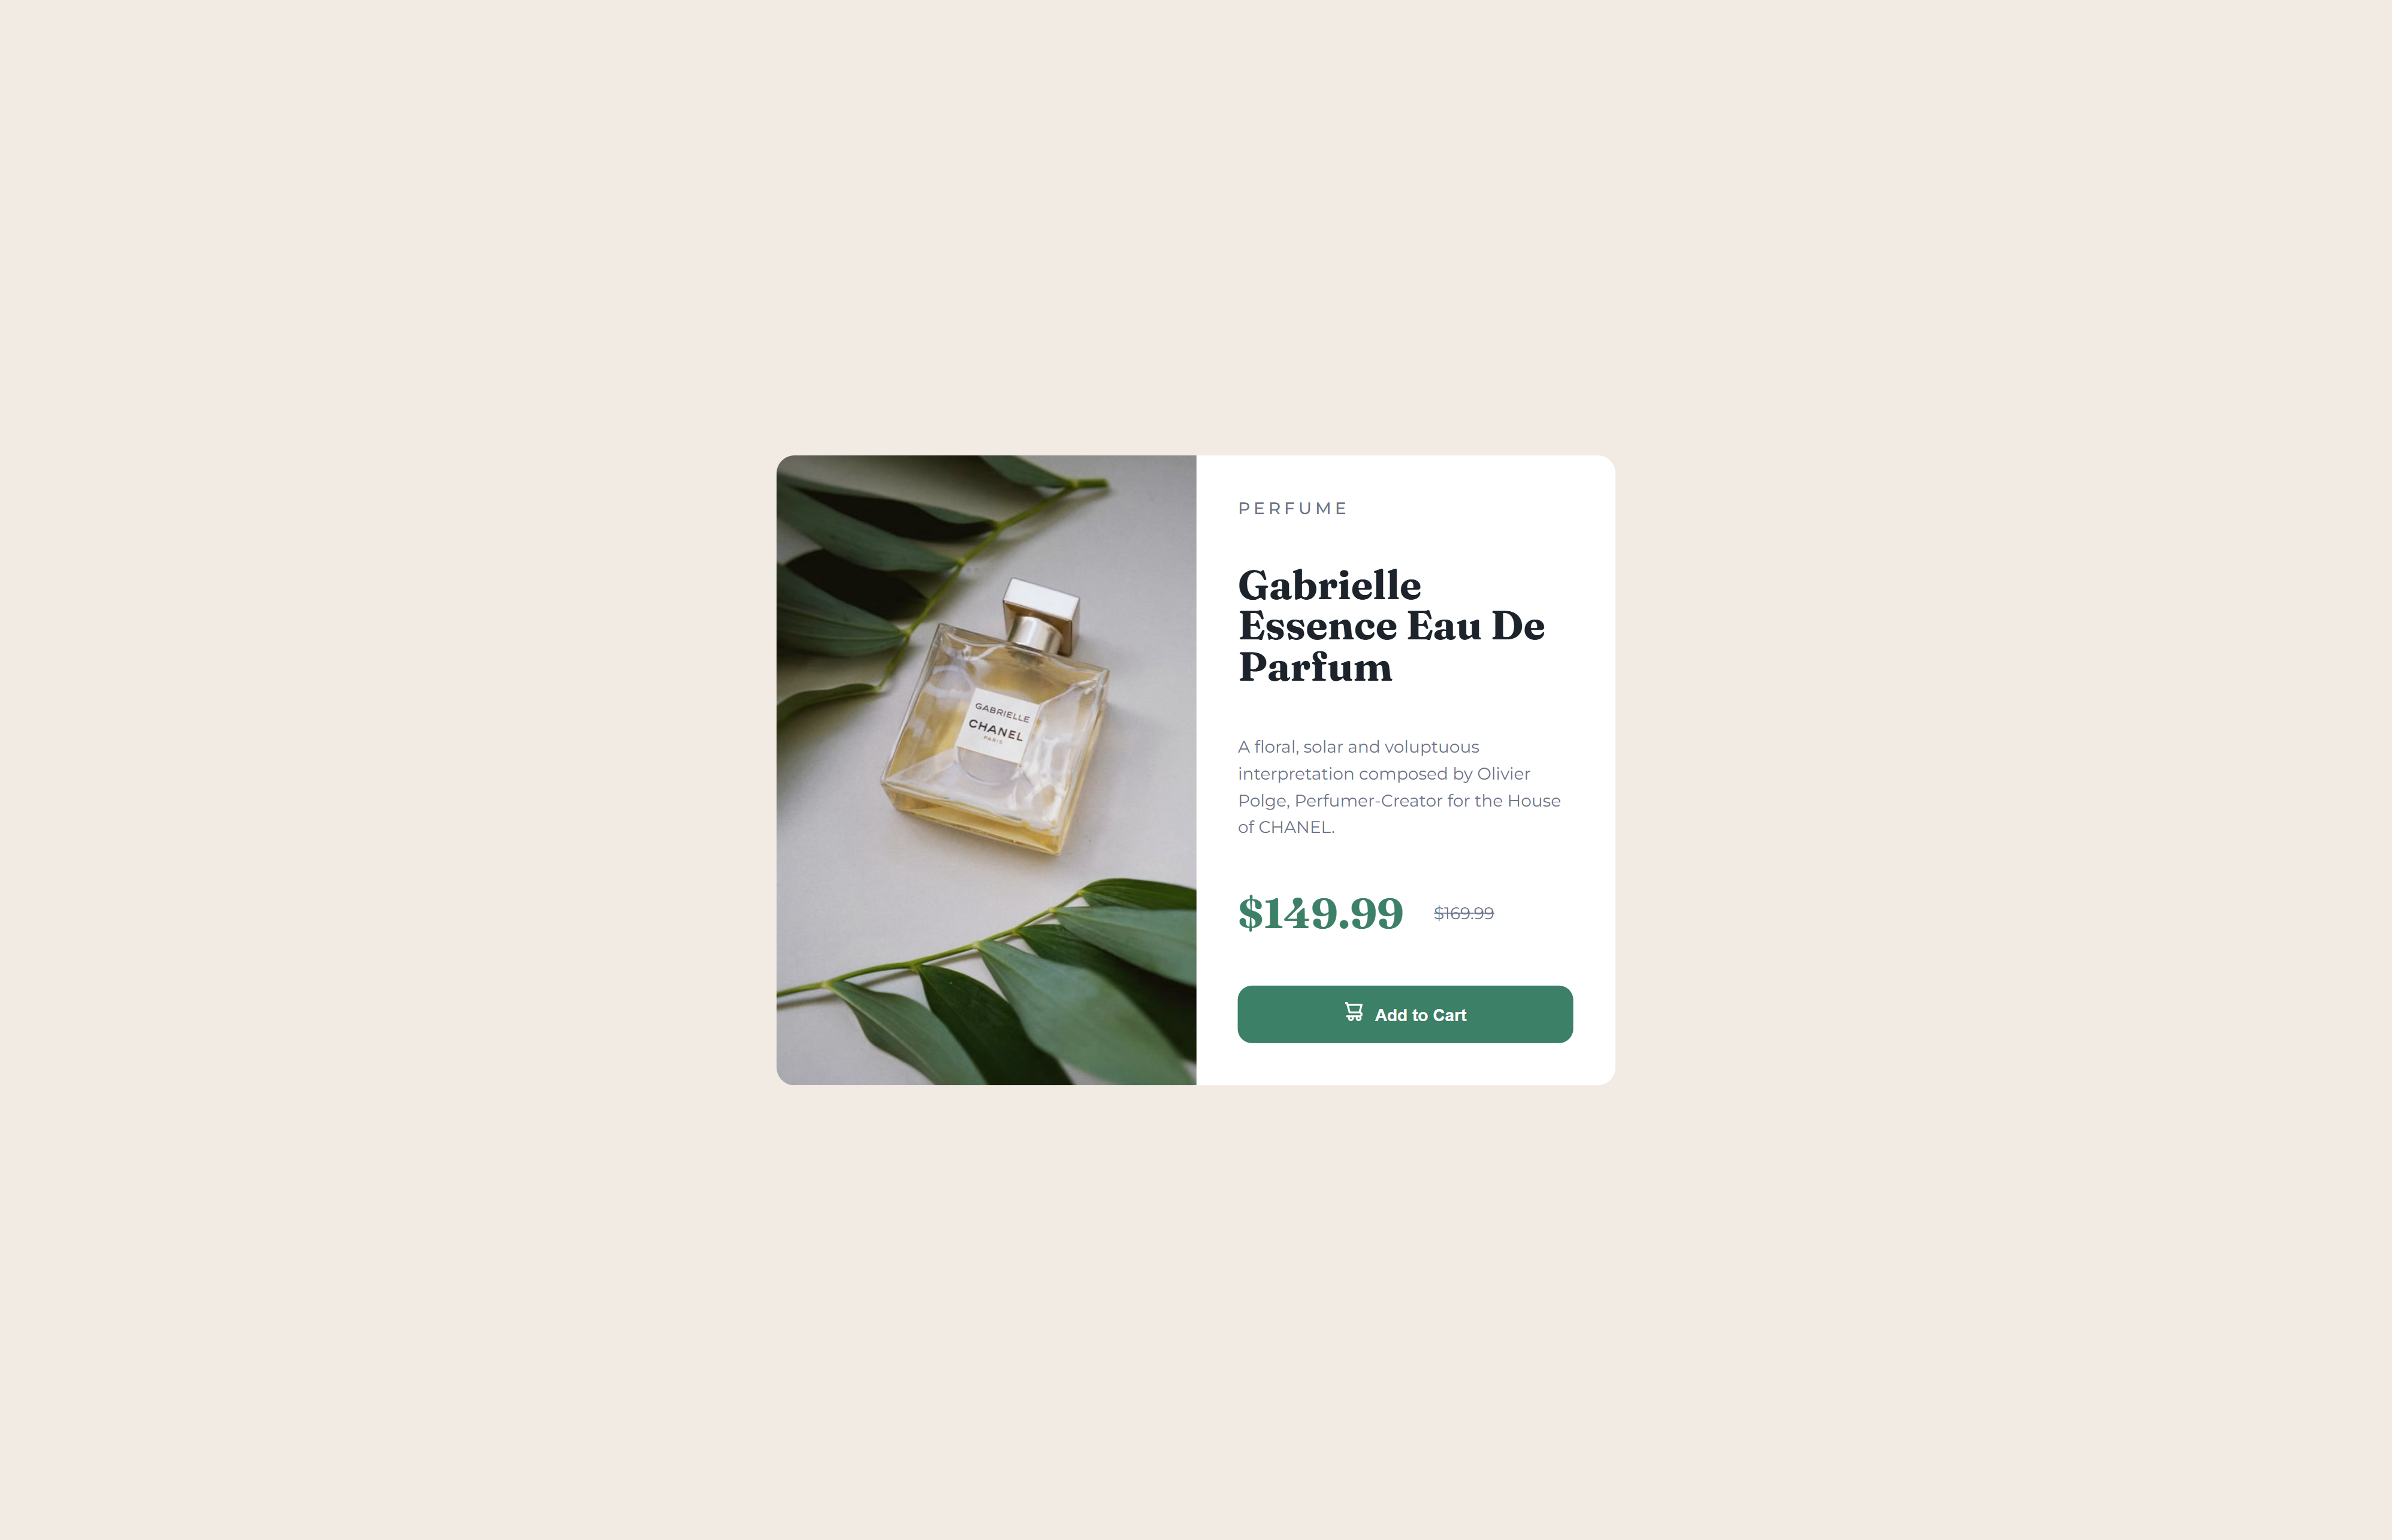 GABRIELLE
CHANEL
PARIS
PERFUME
Gabrielle
Essence Eau De
Parfum
A floral, solar and voluptuous
interpretation composed by Olivier
Polge, Perfumer-Creator for the House
of CHANEL.
$149.99 $169.99
Add to Cart